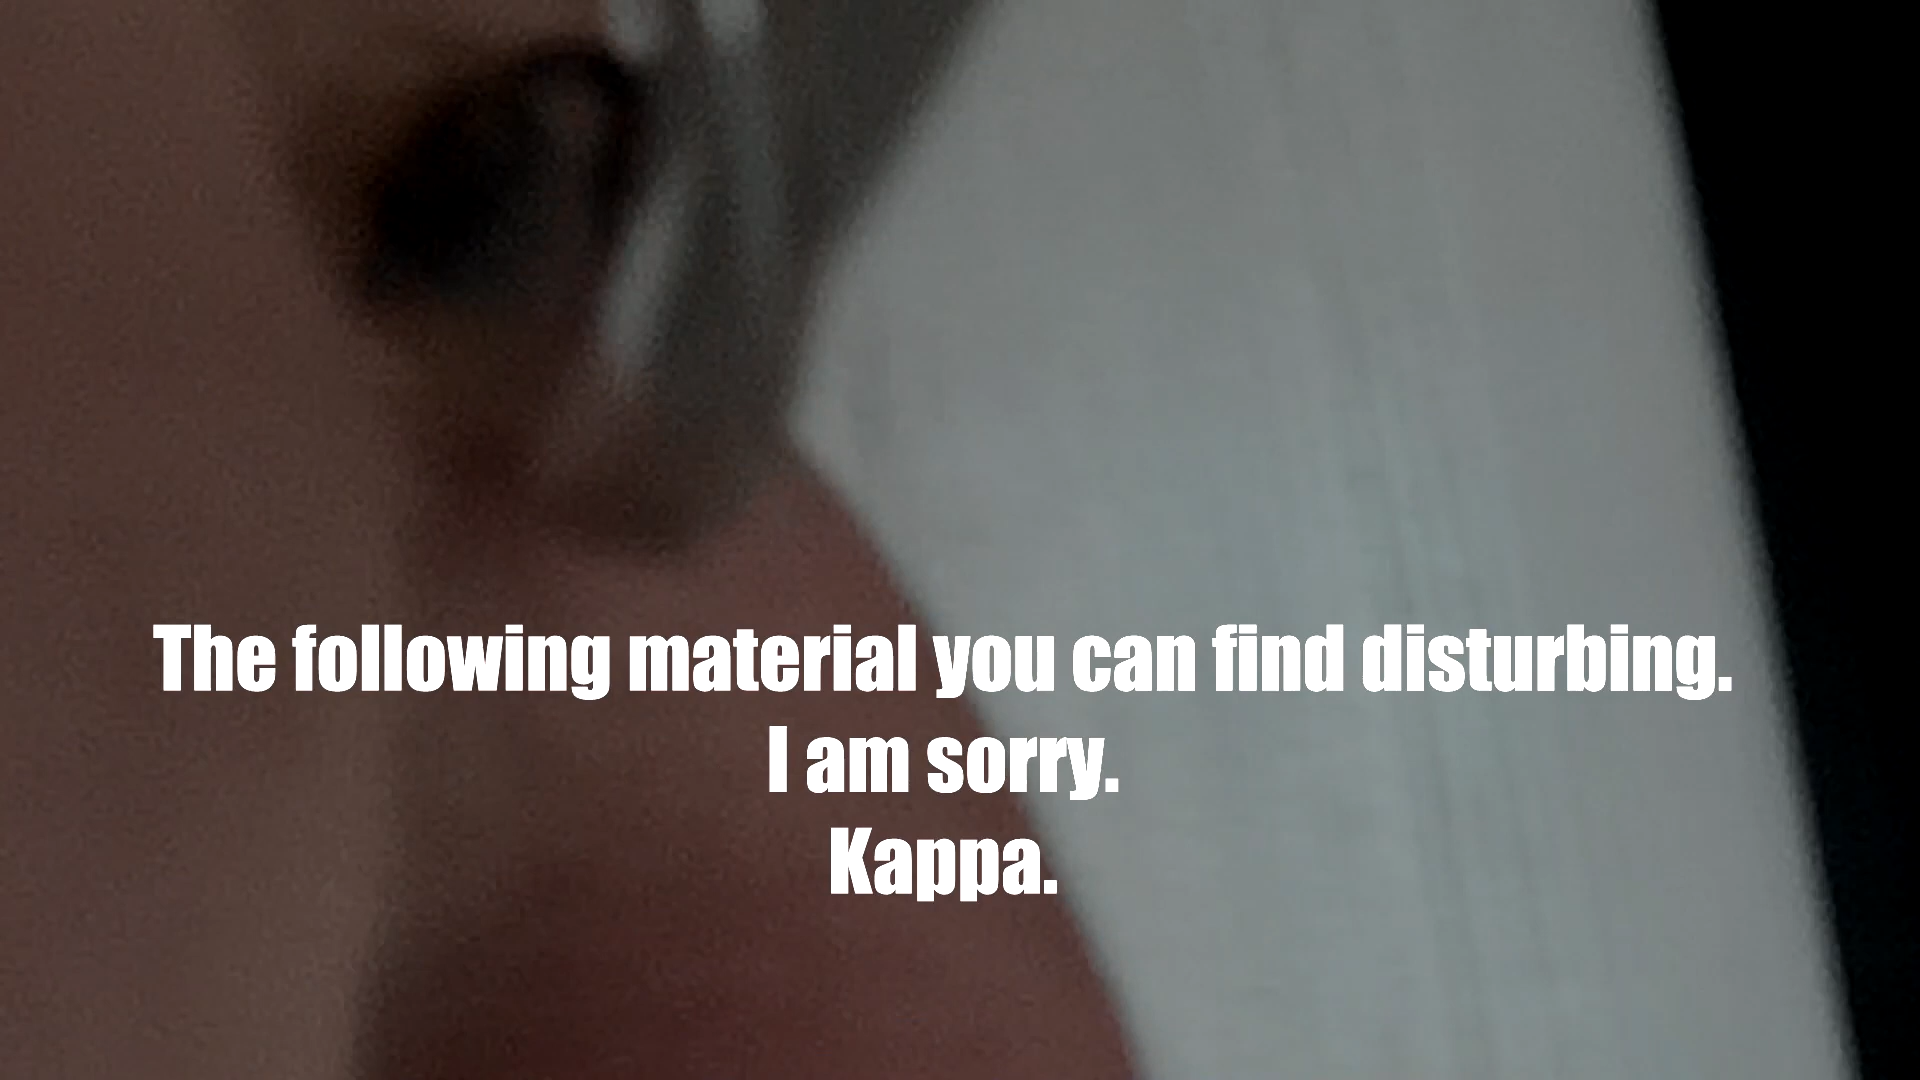 The following material you can find disturbing.
I am sorry.
Kappa.